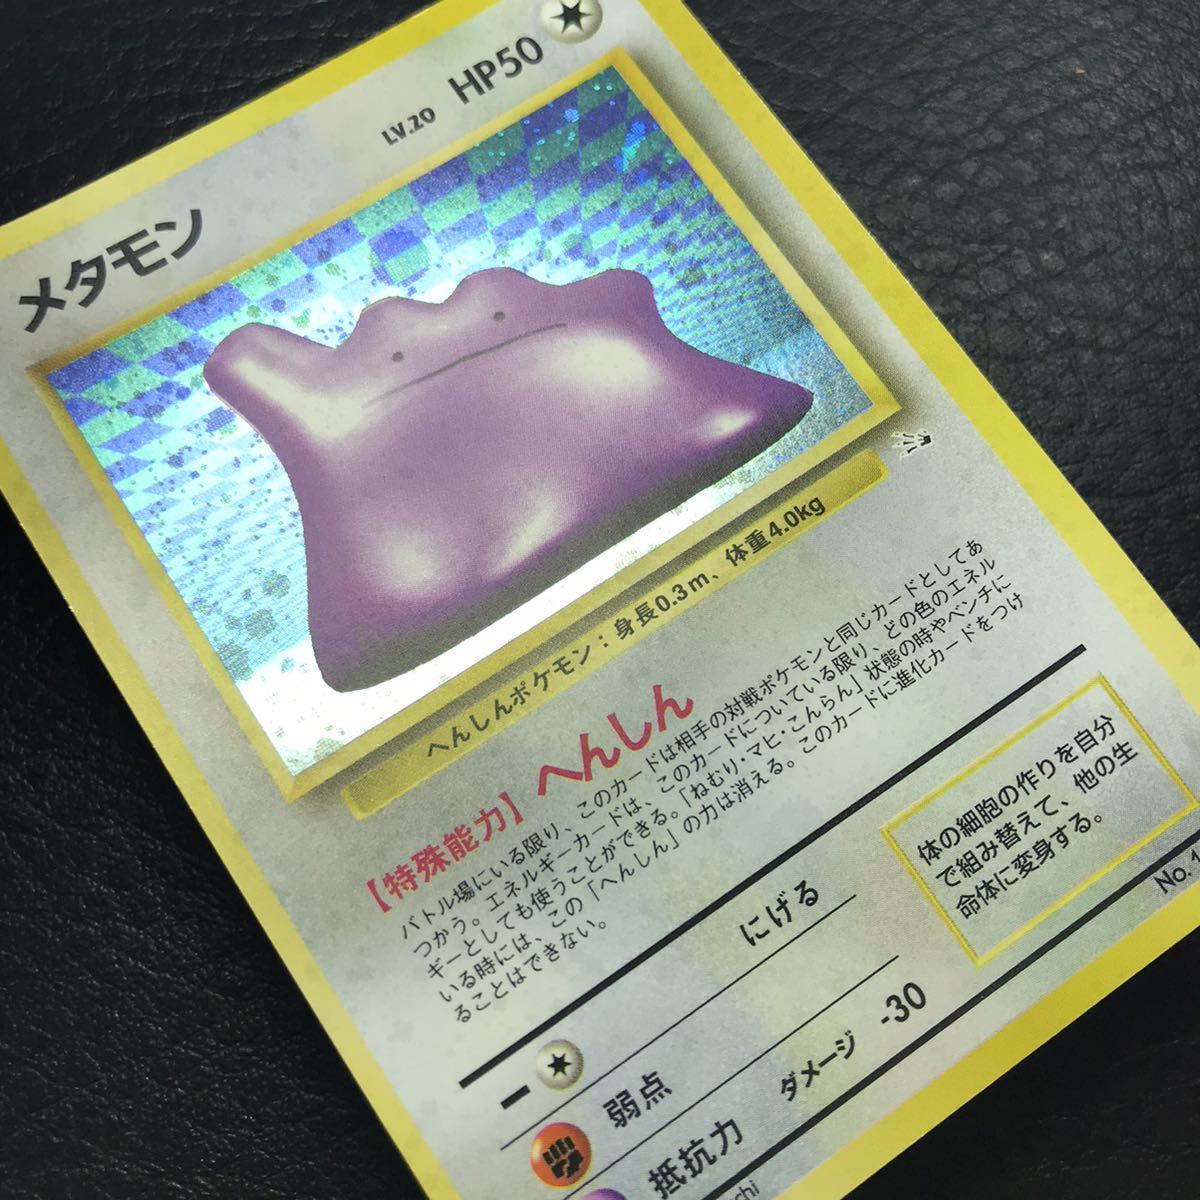 メタモン LV.20 HP50
へんしんポケモン：身長0.3m、体重4.0kg
【特殊能力】へんしん
バトル場にいる限り、このカードは相手の対戦ポケモンと同じカードとしてあ
つかう。エネルギーカードは、このカードについている限り、どの色のエネル
ギーとしても使うことができる。「ねむり・マヒ・こんらん」状態の時やベンチに
いる時には、この「へんしん」の力は消える。このカードに進化カードをつけ
ることはできない。
にげる
弱点
抵抗力 ダメージ -30
体の細胞の作りを自分
で組み替えて、他の生
命体に変身する。
No.1